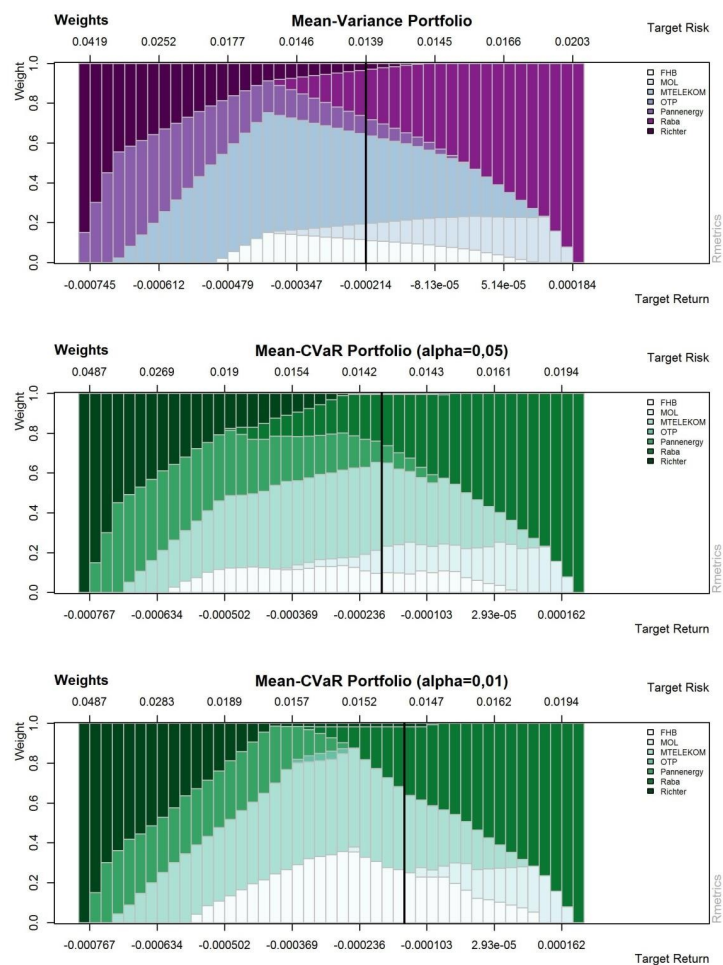 Weights
Mean-Variance Portfolio
Target Risk
0.0419 0.0252 0.0177 0.0146 0.0139 0.0145 0.0166 0.0203
Weight
0.0 0.2 0.4 0.6 0.8 1.0
FHB
MOL
MTELEKOM
OTP
Pannenergy
Raba
Richter
Rmetrics
-0.000745 -0.000612 -0.000479 -0.000347 -0.000214 -8.13e-05 5.14e-05 0.000184
Target Return
Weights
Mean-CVaR Portfolio (alpha=0,05)
Target Risk
0.0487 0.0269 0.019 0.0154 0.0142 0.0143 0.0161 0.0194
Weight
0.0 0.2 0.4 0.6 0.8 1.0
FHB
MOL
MTELEKOM
OTP
Pannenergy
Raba
Richter
Rmetrics
-0.000767 -0.000634 -0.000502 -0.000369 -0.000236 -0.000103 2.93e-05 0.000162
Target Return
Weights
Mean-CVaR Portfolio (alpha=0,01)
Target Risk
0.0487 0.0283 0.0189 0.0157 0.0152 0.0147 0.0162 0.0194
Weight
0.0 0.2 0.4 0.6 0.8 1.0
FHB
MOL
MTELEKOM
OTP
Pannenergy
Raba
Richter
Rmetrics
-0.000767 -0.000634 -0.000502 -0.000369 -0.000236 -0.000103 2.93e-05 0.000162
Target Return